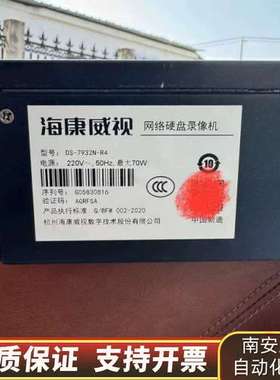 海康威视 网络硬盘录像机
型号: DS-7932N-R4
电源: 220V~, 50Hz,最大70W
序列号: G05830816
验证码: AQRFSA
产品执行标准: Q/BFW 002-2020
杭州海康威视数字技术股份有限公司
10
CCC
中国制造
质保证 支持开票
南安
自动化